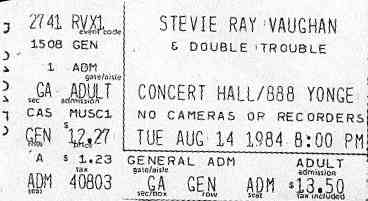 2741 RVX1
event code
1508 GEN
1 ADM
gate/aisle
GA ADULT
sec admission
CAS MUSC1
GEN $ 12.27
price
A $ 1.23
tax
ADM 40803
seat
STEVIE RAY VAUGHAN
& DOUBLE TROUBLE
CONCERT HALL/888 YONGE
NO CAMERAS OR RECORDERS
TUE AUG 14 1984 8:00 PM
GENERAL ADM ADULT
gate/aisle admission
GA GEN ADM $13.50
sec/box row seat tax included